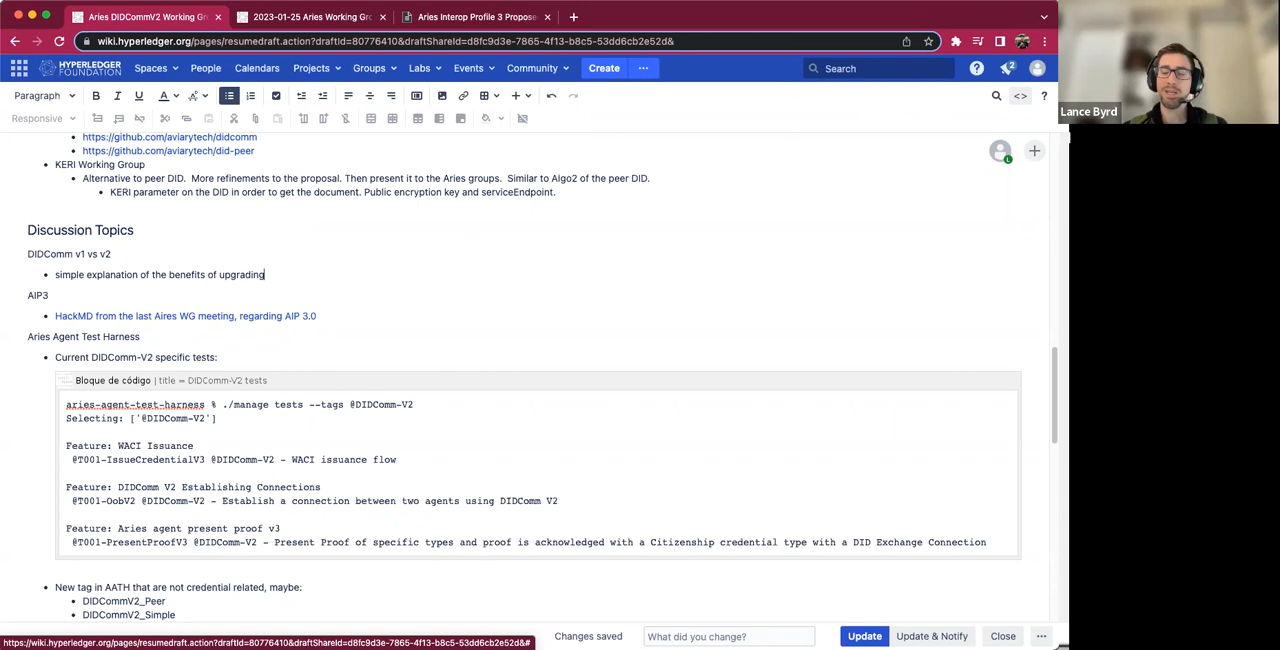 Aries DIDCommV2 Working Gr
2023-01-25 Aries Working Gro
Aries Interop Profile 3 Propose
wiki.hyperledger.org/pages/resumedraft.action?draftId=80776410&draftShareId=d8fc9d3e-7865-4f13-b8c5-53dd6cb2e52d&
HYPERLEDGER
FOUNDATION
Spaces People Calendars Projects Groups Labs Events Community Create ... Search 2
Paragraph B I U A
Responsive
https://github.com/aviarytech/didcomm
https://github.com/aviarytech/did-peer
KERI Working Group
Alternative to peer DID. More refinements to the proposal. Then present it to the Aries groups. Similar to Algo2 of the peer DID.
KERI parameter on the DID in order to get the document. Public encryption key and serviceEndpoint.
Discussion Topics
DIDComm v1 vs v2
simple explanation of the benefits of upgrading
AIP3
HackMD from the last Aires WG meeting, regarding AIP 3.0
Aries Agent Test Harness
Current DIDComm-V2 specific tests:
Bloque de código | title = DIDComm-V2 tests
aries-agent-test-harness % ./manage tests --tags @DIDComm-V2
Selecting: ['@DIDComm-V2']
Feature: WACI Issuance
@T001-IssueCredentialV3 @DIDComm-V2 - WACI issuance flow
Feature: DIDComm V2 Establishing Connections
@T001-OobV2 @DIDComm-V2 - Establish a connection between two agents using DIDComm V2
Feature: Aries agent present proof v3
@T001-PresentProofV3 @DIDComm-V2 - Present Proof of specific types and proof is acknowledged with a Citizenship credential type with a DID Exchange Connection
New tag in AATH that are not credential related, maybe:
DIDCommV2_Peer
DIDCommV2_Simple
https://wiki.hyperledger.org/pages/resumedraft.action?draftId=80776410&draftShareId=d8fc9d3e-7865-4f13-b8c5-53dd6cb2e52d&#
Changes saved What did you change? Update Update & Notify Close ...
Lance Byrd